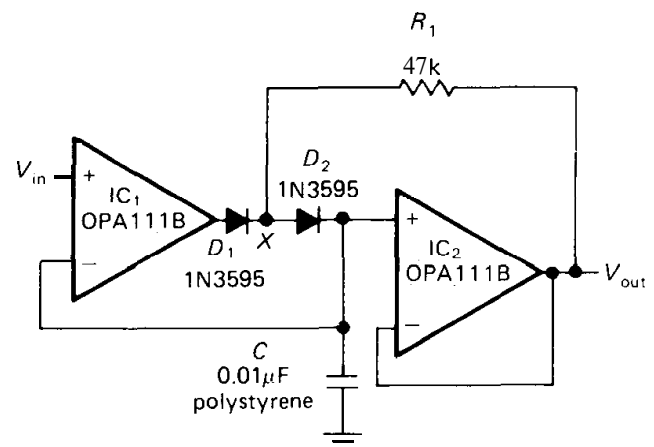 R1
47k
D2
1N3595
Vin
+
IC1
OPA111B
−
D1
X
1N3595
+
IC2
OPA111B
−
Vout
C
0.01μF
polystyrene